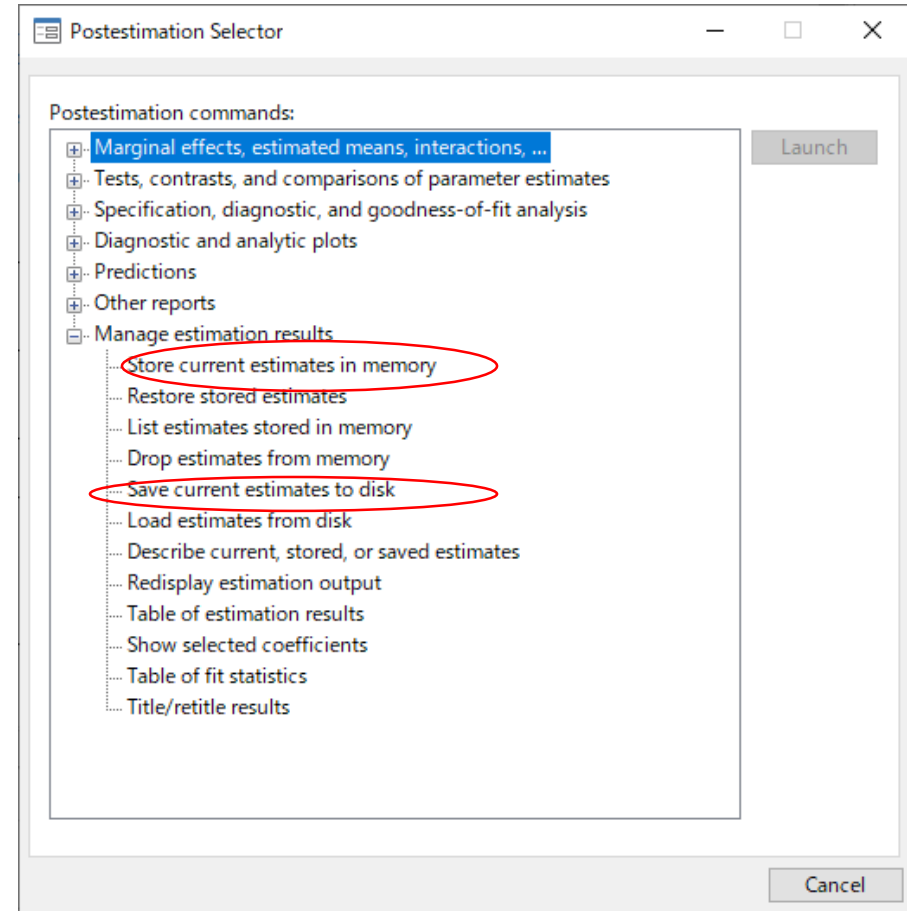 Postestimation Selector
Postestimation commands:
Marginal effects, estimated means, interactions, ...
Launch
Tests, contrasts, and comparisons of parameter estimates
Specification, diagnostic, and goodness-of-fit analysis
Diagnostic and analytic plots
Predictions
Other reports
Manage estimation results
Store current estimates in memory
Restore stored estimates
List estimates stored in memory
Drop estimates from memory
Save current estimates to disk
Load estimates from disk
Describe current, stored, or saved estimates
Redisplay estimation output
Table of estimation results
Show selected coefficients
Table of fit statistics
Title/retitle results
Cancel